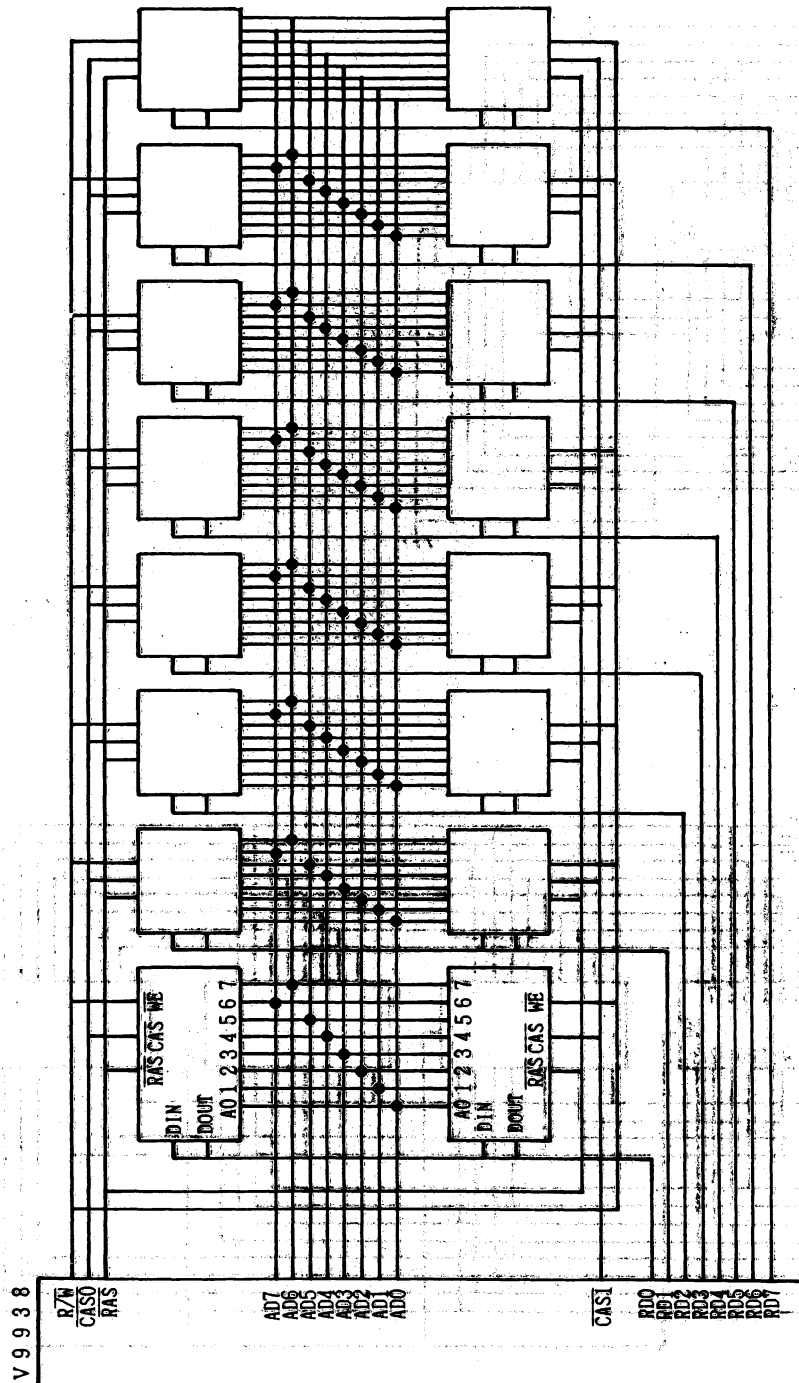 V9938
R/W
CAS0
RAS
AD7
AD6
AD5
AD4
AD3
AD2
AD1
AD0
CAS1
RD0
RD1
RD2
RD3
RD4
RD5
RD6
RD7
DIN
DOUT
RAS CAS WE
A0 1 2 3 4 5 6 7
A0 1 2 3 4 5 6 7
DIN
DOUT
RAS CAS WE